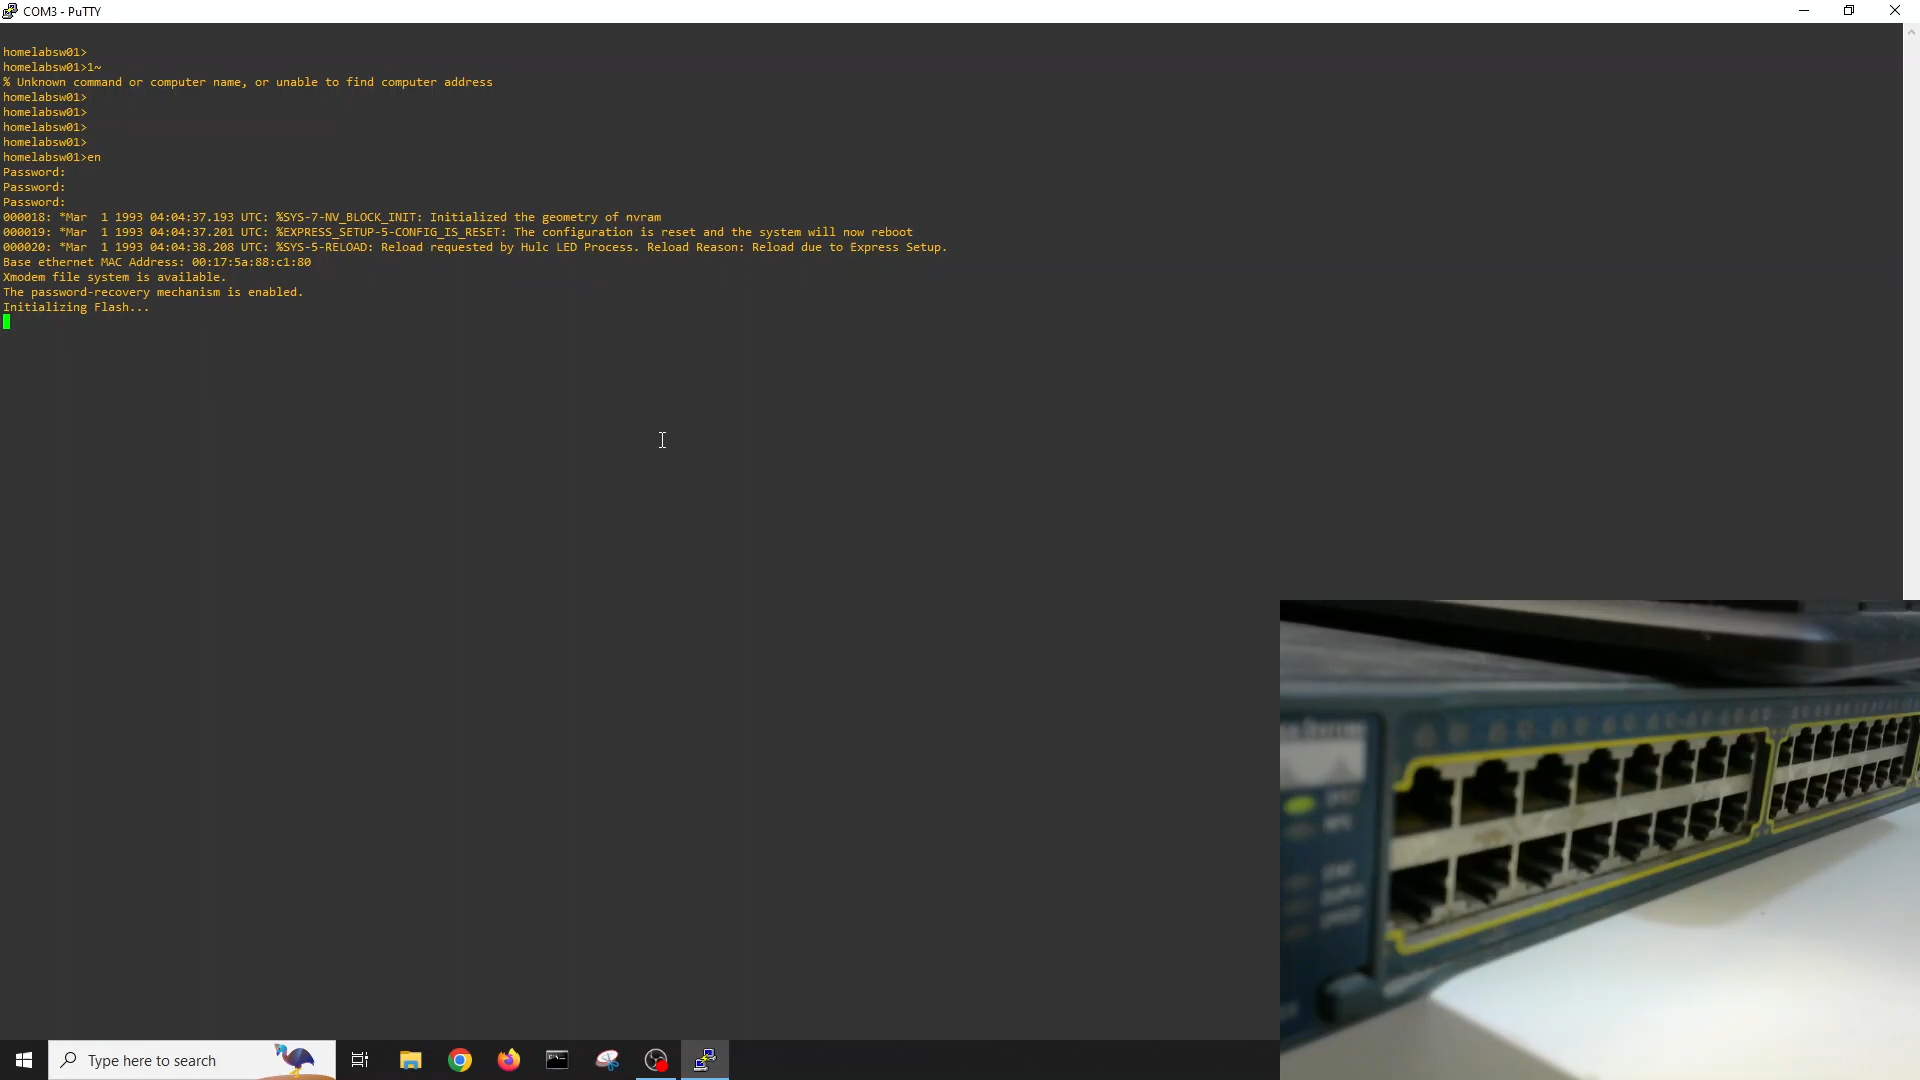 COM3 - PuTTY
homelabsw01>
homelabsw01>1~
% Unknown command or computer name, or unable to find computer address
homelabsw01>
homelabsw01>
homelabsw01>
homelabsw01>
homelabsw01>en
Password:
Password:
Password:
000018: *Mar  1 1993 04:04:37.193 UTC: %SYS-7-NV_BLOCK_INIT: Initialized the geometry of nvram
000019: *Mar  1 1993 04:04:37.201 UTC: %EXPRESS_SETUP-5-CONFIG_IS_RESET: The configuration is reset and the system will now reboot
000020: *Mar  1 1993 04:04:38.208 UTC: %SYS-5-RELOAD: Reload requested by Hulc LED Process. Reload Reason: Reload due to Express Setup.
Base ethernet MAC Address: 00:17:5a:88:c1:80
Xmodem file system is available.
The password-recovery mechanism is enabled.
Initializing Flash...
Type here to search